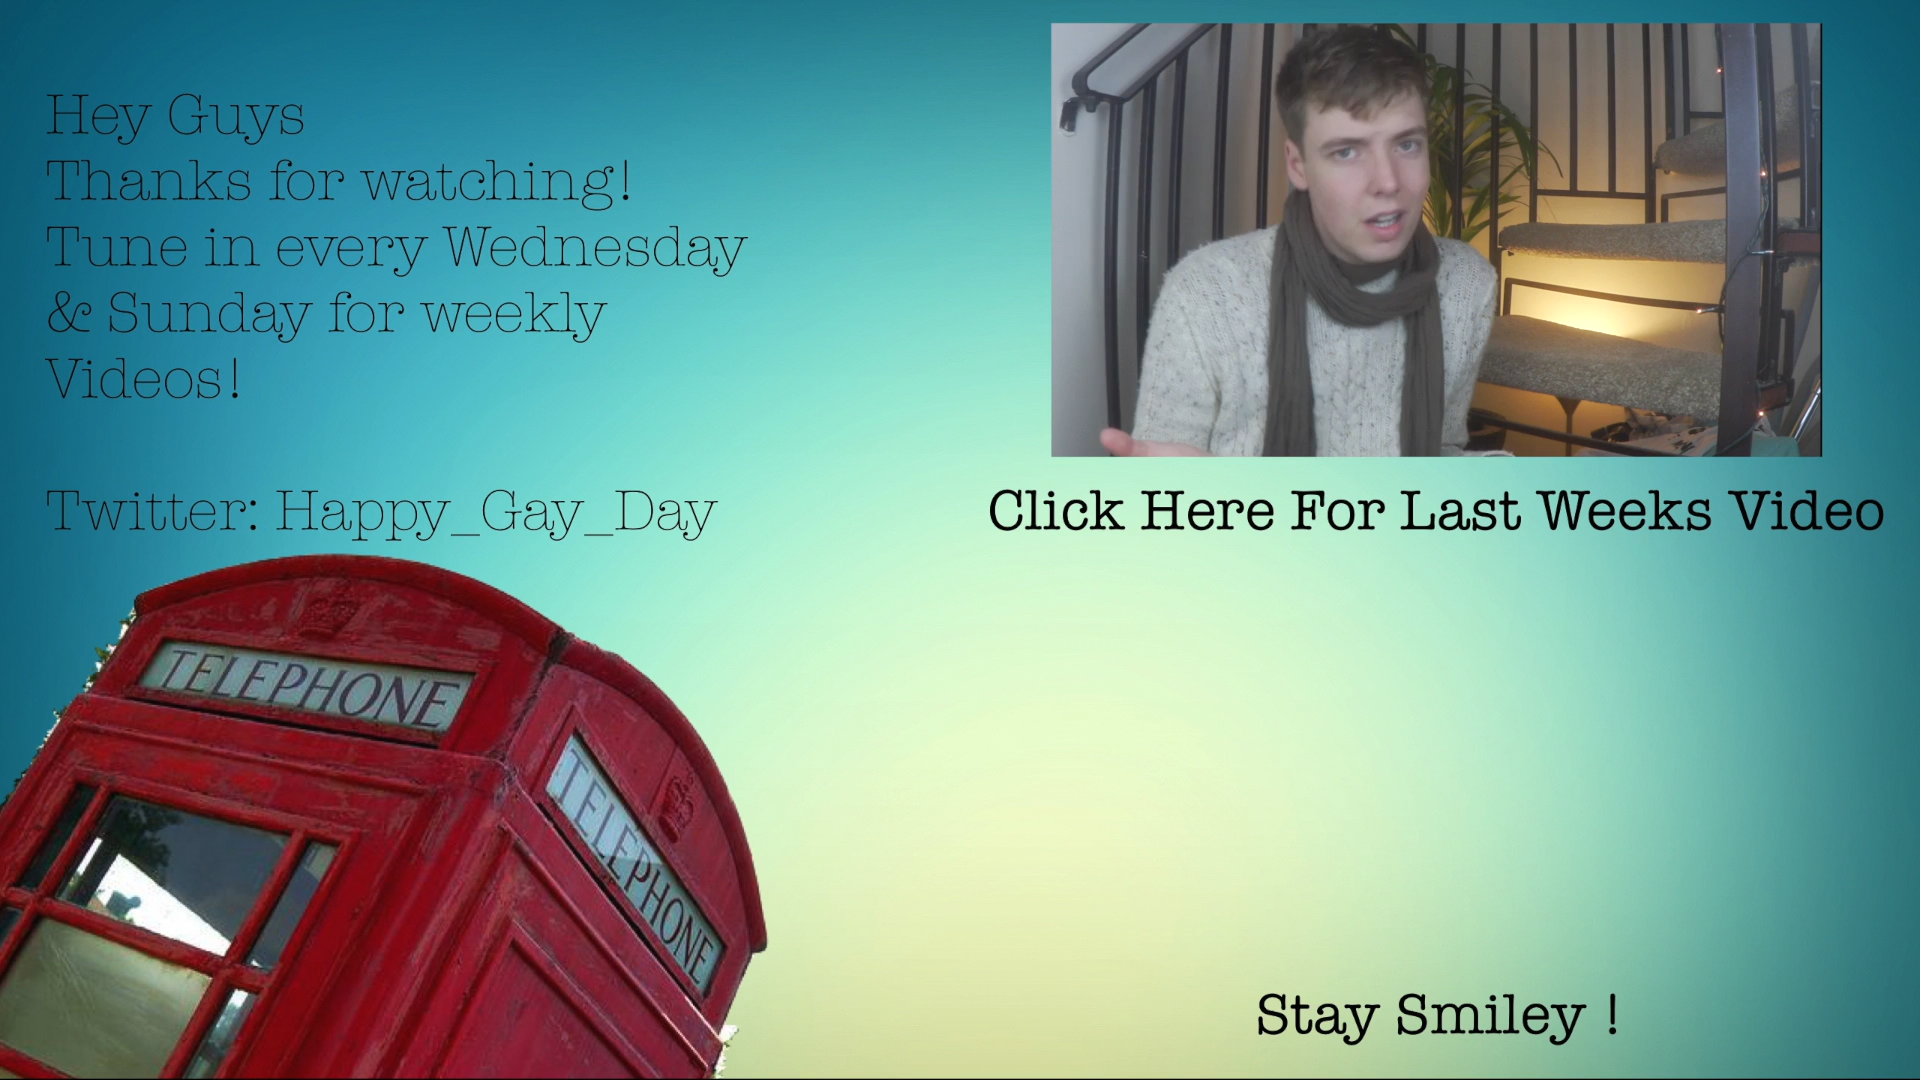 Hey Guys
Thanks for watching!
Tune in every Wednesday
& Sunday for weekly
Videos!
Twitter: Happy_Gay_Day
Click Here For Last Weeks Video
TELEPHONE
TELEPHONE
Stay Smiley !